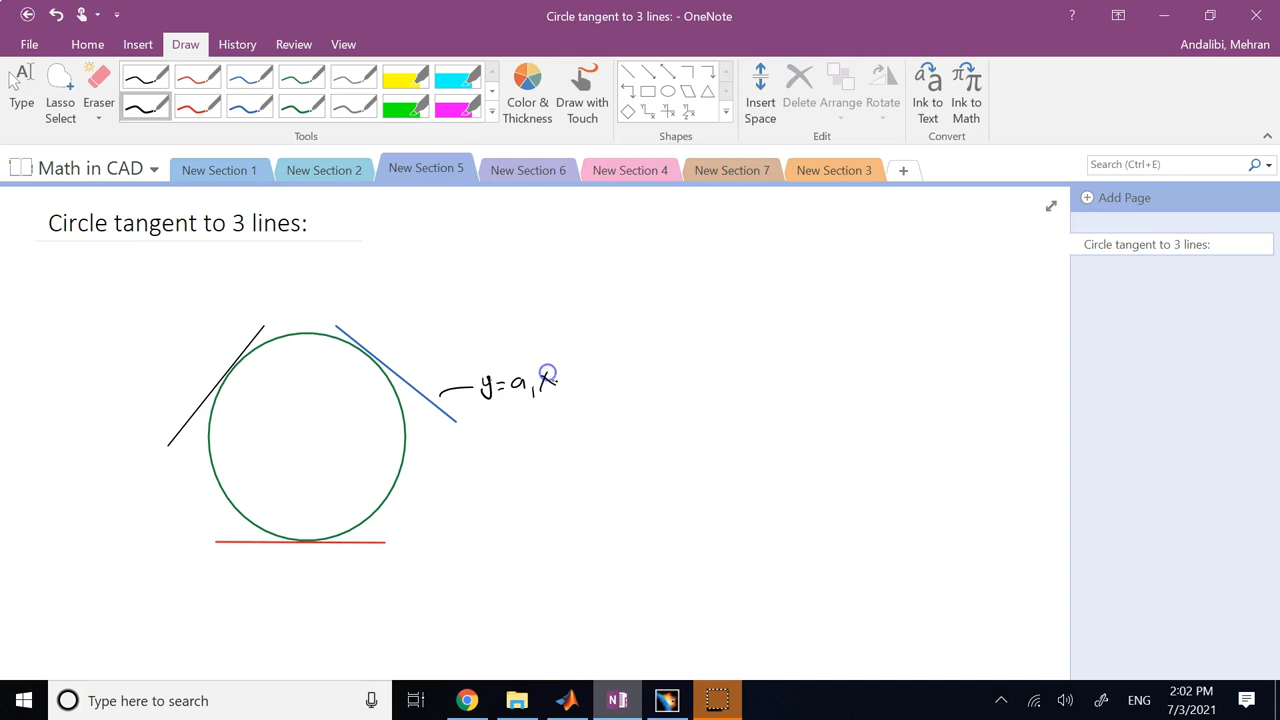 Circle tangent to 3 lines: - OneNote
?
Andalibi, Mehran
File Home Insert Draw History Review View
Type
Lasso Select
Eraser
Color & Thickness
Draw with Touch
Insert Space
Delete
Arrange
Rotate
Ink to Text
Ink to Math
Tools
Shapes
Edit
Convert
Math in CAD
New Section 1
New Section 2
New Section 5
New Section 6
New Section 4
New Section 7
New Section 3
Search (Ctrl+E)
Add Page
Circle tangent to 3 lines:
Circle tangent to 3 lines:
y=a₁x
Type here to search
ENG
2:02 PM
7/3/2021